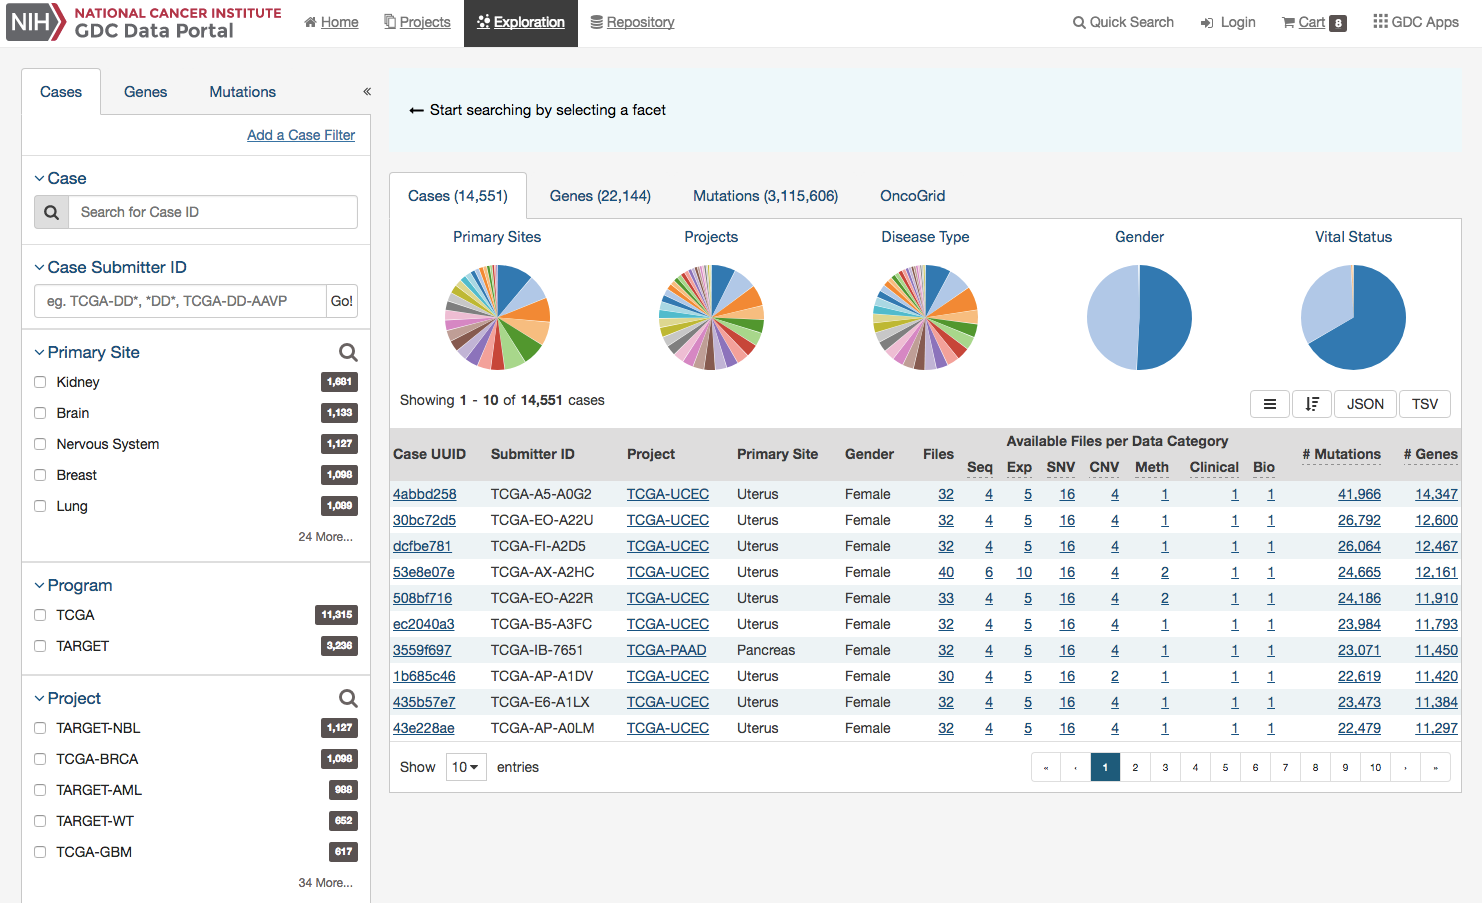 NIH NATIONAL CANCER INSTITUTE
GDC Data Portal
Home Projects Exploration Repository
Quick Search Login Cart 8 GDC Apps
Cases Genes Mutations «
Add a Case Filter
Case
Search for Case ID
Case Submitter ID
eg. TCGA-DD*, *DD*, TCGA-DD-AAVP Go!
Primary Site
Kidney 1,681
Brain 1,133
Nervous System 1,127
Breast 1,098
Lung 1,089
24 More...
Program
TCGA 11,315
TARGET 3,236
Project
TARGET-NBL 1,127
TCGA-BRCA 1,098
TARGET-AML 988
TARGET-WT 652
TCGA-GBM 617
34 More...
Start searching by selecting a facet
Cases (14,551) Genes (22,144) Mutations (3,115,606) OncoGrid
Primary Sites Projects Disease Type Gender Vital Status
Showing 1 - 10 of 14,551 cases
JSON TSV
Available Files per Data Category
Case UUID Submitter ID Project Primary Site Gender Files # Mutations # Genes
Seq Exp SNV CNV Meth Clinical Bio
4abbd258 TCGA-A5-A0G2 TCGA-UCEC Uterus Female 32 4 5 16 4 1 1 1 41,966 14,347
30bc72d5 TCGA-EO-A22U TCGA-UCEC Uterus Female 32 4 5 16 4 1 1 1 26,792 12,600
dcfbe781 TCGA-FI-A2D5 TCGA-UCEC Uterus Female 32 4 5 16 4 1 1 1 26,064 12,467
53e8e07e TCGA-AX-A2HC TCGA-UCEC Uterus Female 40 6 10 16 4 2 1 1 24,665 12,161
508bf716 TCGA-EO-A22R TCGA-UCEC Uterus Female 33 4 5 16 4 2 1 1 24,186 11,910
ec2040a3 TCGA-B5-A3FC TCGA-UCEC Uterus Female 32 4 5 16 4 1 1 1 23,984 11,793
3559f697 TCGA-IB-7651 TCGA-PAAD Pancreas Female 32 4 5 16 4 1 1 1 23,071 11,450
1b685c46 TCGA-AP-A1DV TCGA-UCEC Uterus Female 30 4 5 16 2 1 1 1 22,619 11,420
435b57e7 TCGA-E6-A1LX TCGA-UCEC Uterus Female 32 4 5 16 4 1 1 1 23,473 11,384
43e228ae TCGA-AP-A0LM TCGA-UCEC Uterus Female 32 4 5 16 4 1 1 1 22,479 11,297
Show 10 entries
« ‹ 1 2 3 4 5 6 7 8 9 10 › »